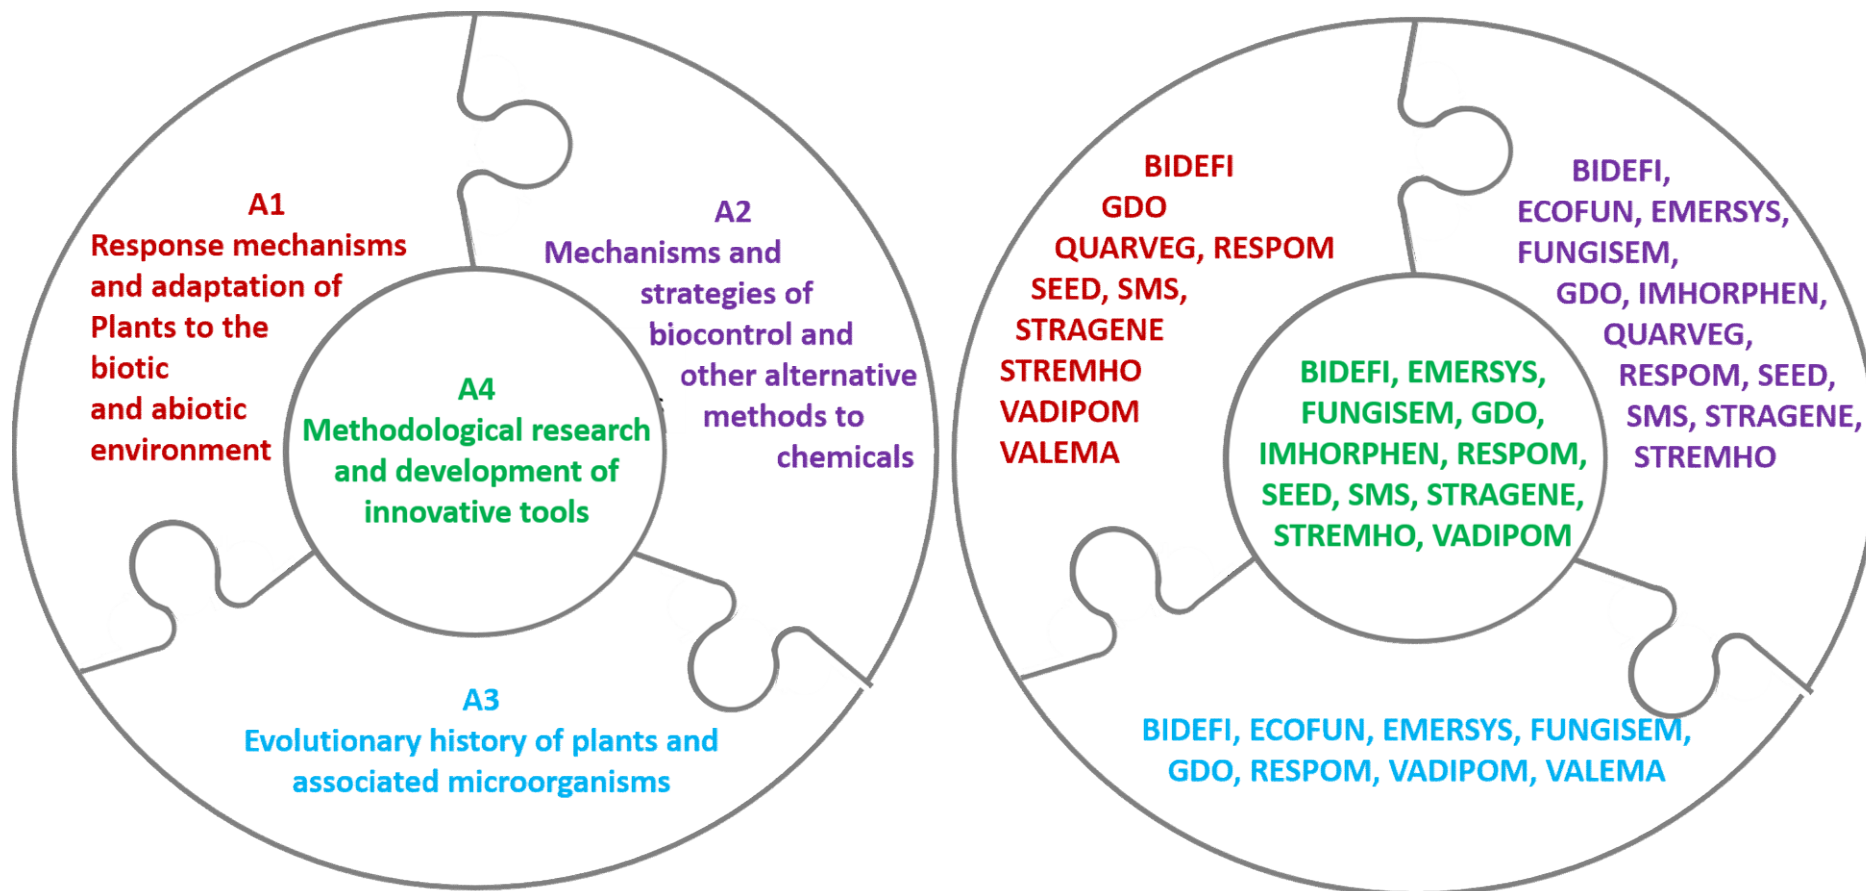 A1
Response mechanisms
and adaptation of
Plants to the
biotic
and abiotic
environment
A2
Mechanisms and
strategies of
biocontrol and
other alternative
methods to
chemicals
A4
Methodological research
and development of
innovative tools
A3
Evolutionary history of plants and
associated microorganisms
BIDEFI
GDO
QUARVEG, RESPOM
SEED, SMS,
STRAGENE
STREMHO
VADIPOM
VALEMA
BIDEFI,
ECOFUN, EMERSYS,
FUNGISEM,
GDO, IMHORPHEN,
QUARVEG,
RESPOM, SEED,
SMS, STRAGENE,
STREMHO
BIDEFI, EMERSYS,
FUNGISEM, GDO,
IMHORPHEN, RESPOM,
SEED, SMS, STRAGENE,
STREMHO, VADIPOM
BIDEFI, ECOFUN, EMERSYS, FUNGISEM,
GDO, RESPOM, VADIPOM, VALEMA